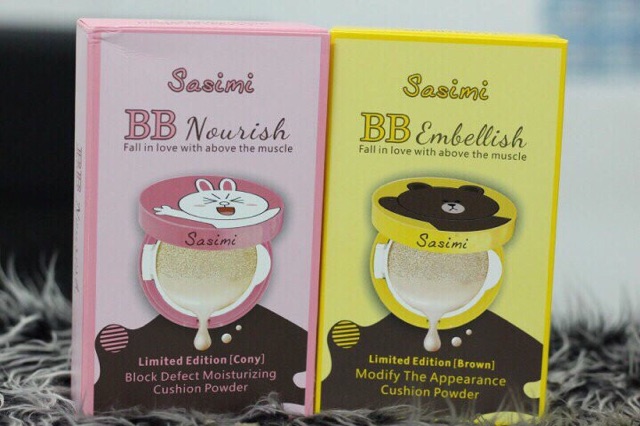 Sasimi
BB Nourish
Fall in love with above the muscle
Sasimi
Limited Edition [Cony]
Block Defect Moisturizing
Cushion Powder
Sasimi
BB Embellish
Fall in love with above the muscle
Sasimi
Limited Edition [Brown]
Modify The Appearance
Cushion Powder